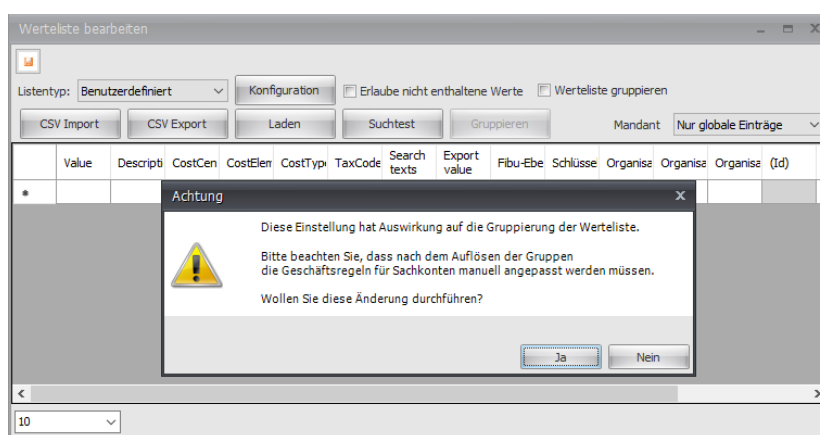 Werteliste bearbeiten
Listentyp: Benutzerdefiniert Konfiguration Erlaube nicht enthaltene Werte Werteliste gruppieren
CSV Import CSV Export Laden Suchtest Gruppieren Mandant Nur globale Einträge
Value Descripti CostCen CostElem CostType TaxCode Search texts Export value Fibu-Ebe Schlüsse Organisa Organisa Organisa (Id)
Achtung
Diese Einstellung hat Auswirkung auf die Gruppierung der Werteliste.
Bitte beachten Sie, dass nach dem Auflösen der Gruppen
die Geschäftsregeln für Sachkonten manuell angepasst werden müssen.
Wollen Sie diese Änderung durchführen?
Ja Nein
10